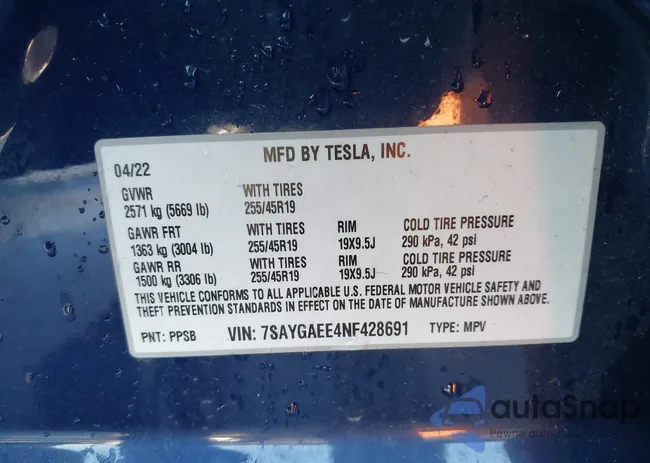 MFD BY TESLA, INC.
04/22
GVWR WITH TIRES
2571 kg (5669 lb) 255/45R19
GAWR FRT WITH TIRES RIM COLD TIRE PRESSURE
1363 kg (3004 lb) 255/45R19 19X9.5J 290 kPa, 42 psi
GAWR RR WITH TIRES RIM COLD TIRE PRESSURE
1500 kg (3306 lb) 255/45R19 19X9.5J 290 kPa, 42 psi
THIS VEHICLE CONFORMS TO ALL APPLICABLE U.S. FEDERAL MOTOR VEHICLE SAFETY AND
THEFT PREVENTION STANDARDS IN EFFECT ON THE DATE OF MANUFACTURE SHOWN ABOVE.
PNT: PPSB VIN: 7SAYGAEE4NF428691 TYPE: MPV
autoSnap
Pewne auto